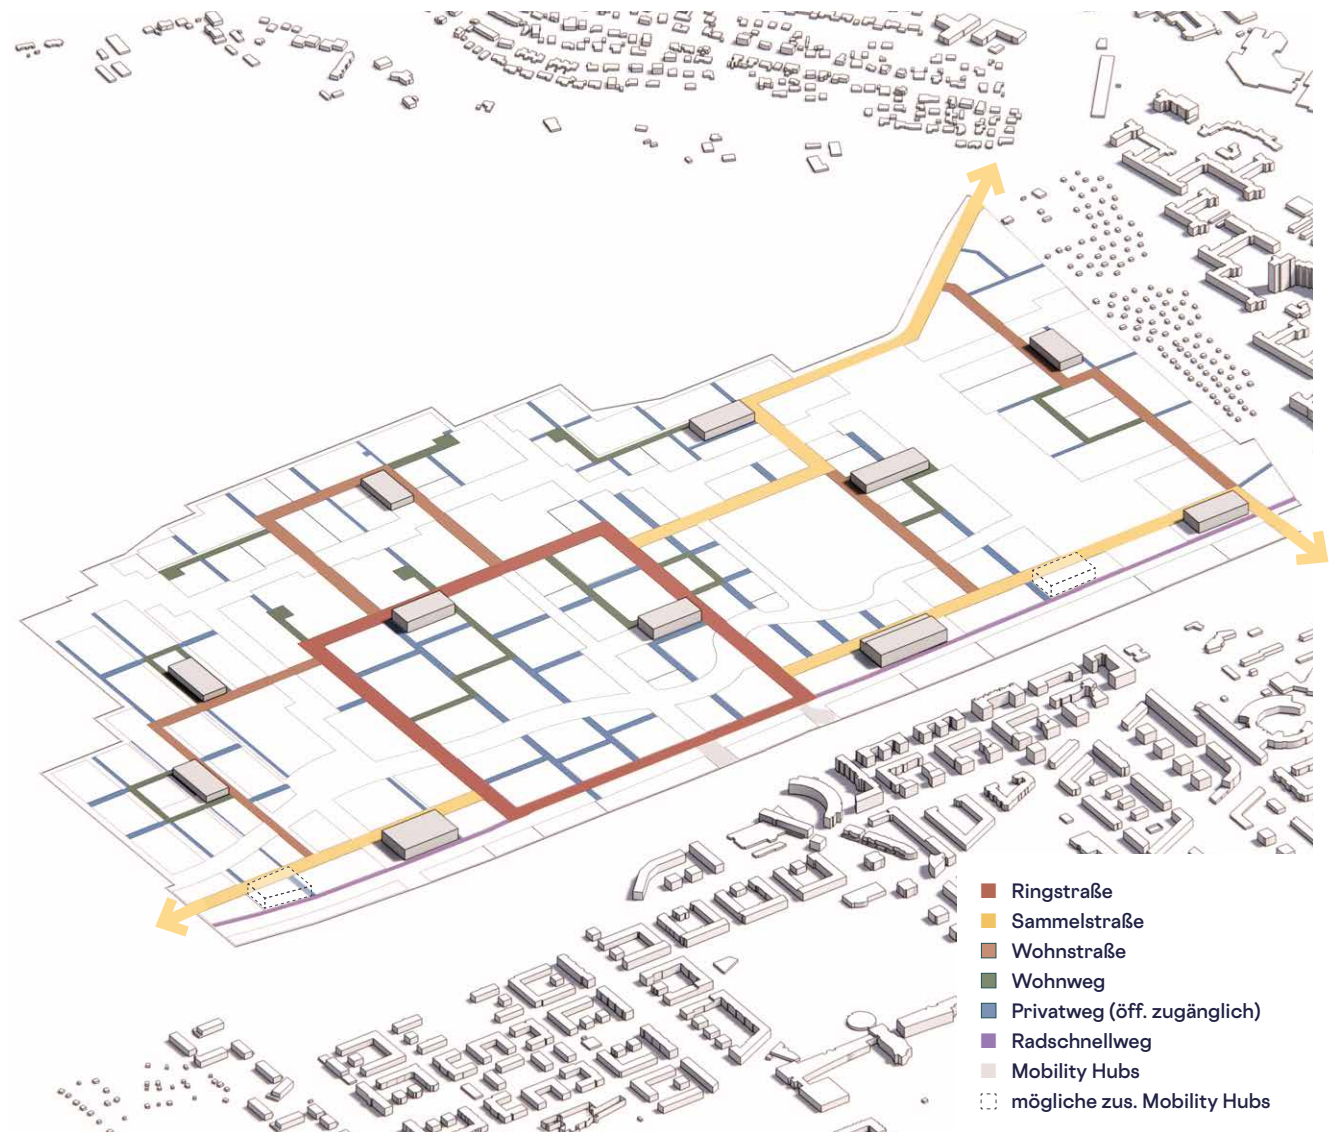 Ringstraße
Sammelstraße
Wohnstraße
Wohnweg
Privatweg (öff. zugänglich)
Radschnellweg
Mobility Hubs
mögliche zus. Mobility Hubs